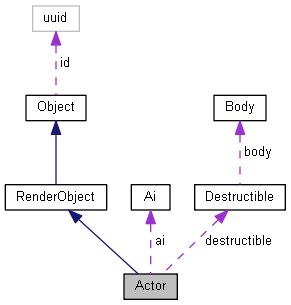 uuid
id
Object
Body
body
RenderObject
Ai
Destructible
ai
destructible
Actor